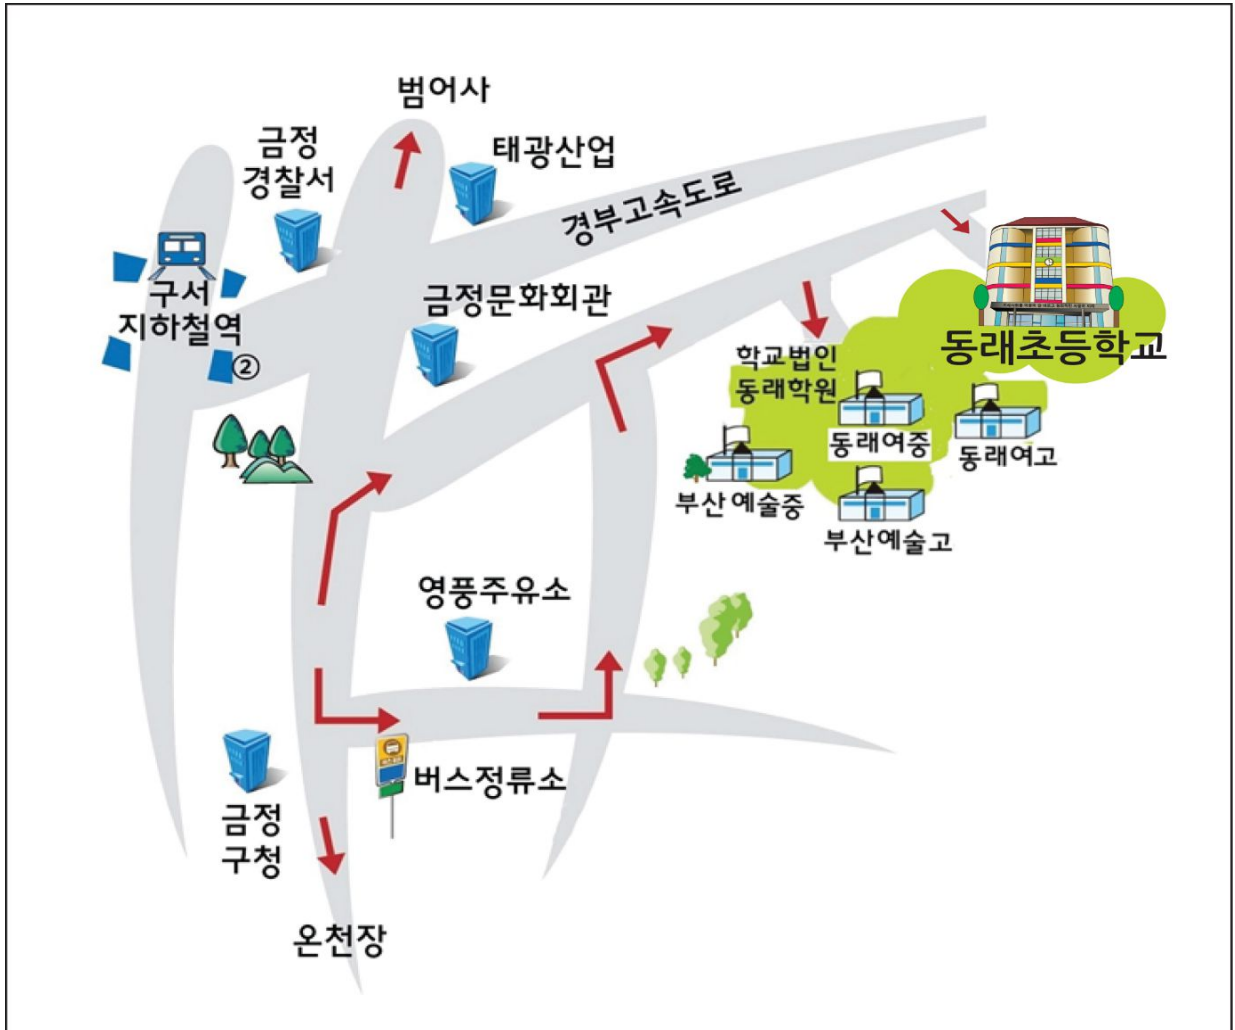 범어사
금정
경찰서
태광산업
경부고속도로
구서
지하철역
②
금정문화회관
동래초등학교
학교법인
동래학원
동래여중
동래여고
부산예술중
부산예술고
영풍주유소
버스정류소
금정
구청
온천장